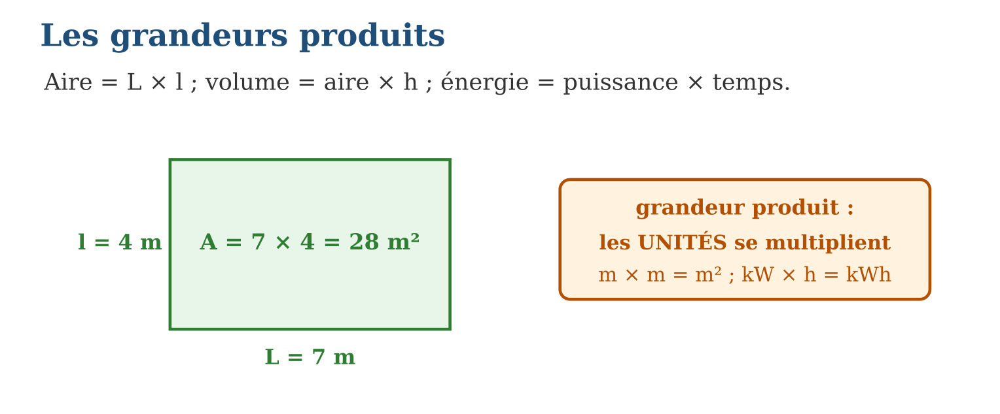 Les grandeurs produits
Aire = L × l ; volume = aire × h ; énergie = puissance × temps.
l = 4 m
A = 7 × 4 = 28 m²
L = 7 m
grandeur produit :
les UNITÉS se multiplient
m × m = m² ; kW × h = kWh